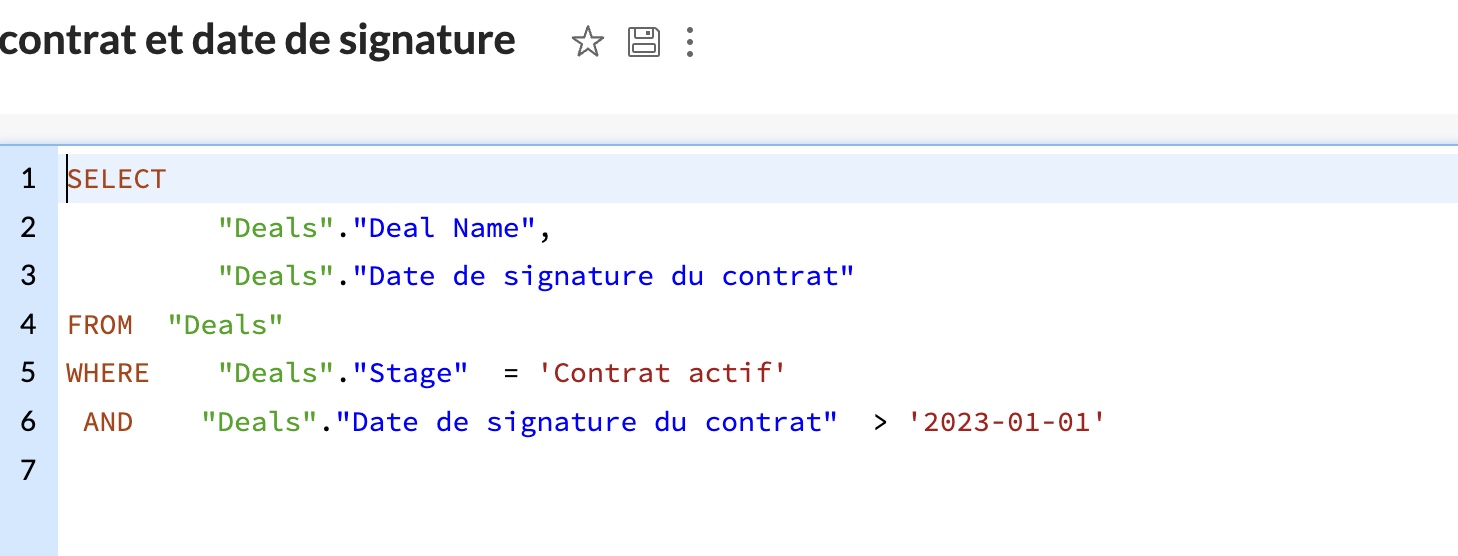 contrat et date de signature
1 SELECT
2 "Deals"."Deal Name",
3 "Deals"."Date de signature du contrat"
4 FROM "Deals"
5 WHERE "Deals"."Stage" = 'Contrat actif'
6 AND "Deals"."Date de signature du contrat" > '2023-01-01'
7